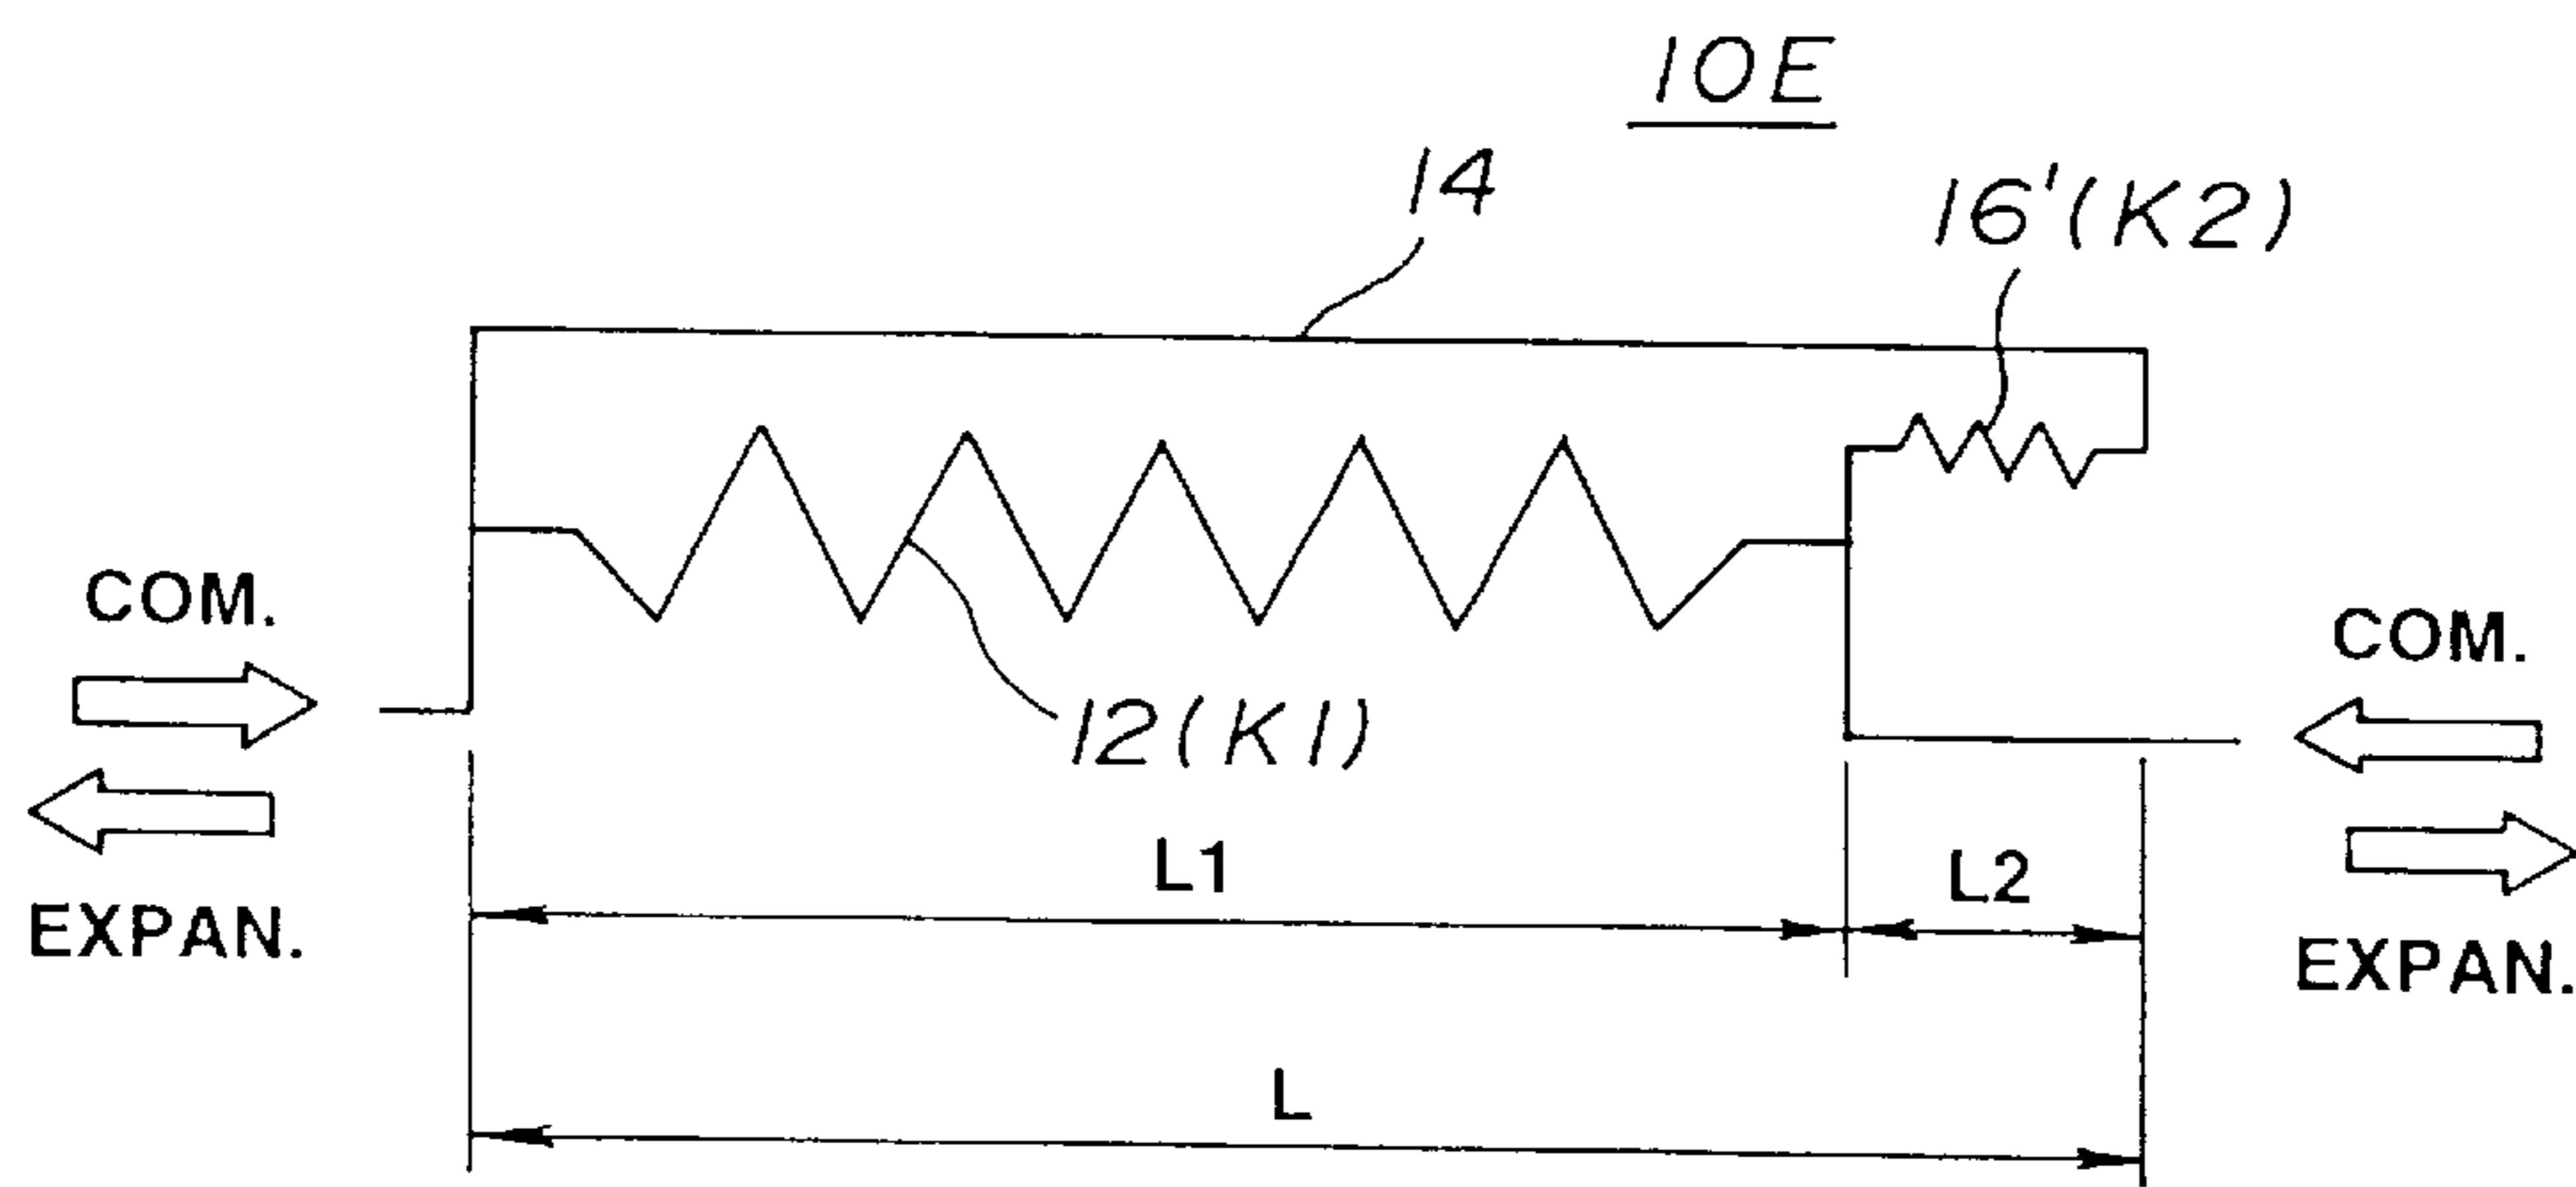 10E
14
16'(K2)
12(K1)
COM.
EXPAN.
COM.
EXPAN.
L1
L2
L